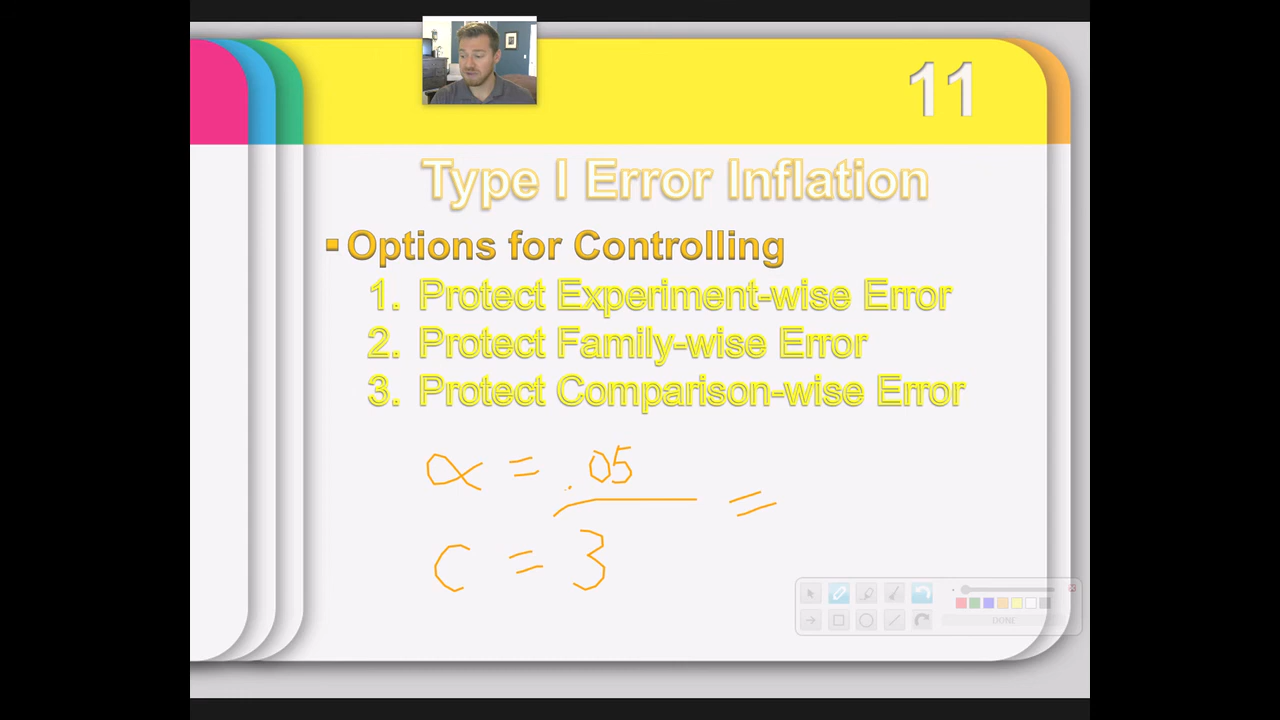 11
Type I Error Inflation
▪ Options for Controlling
1. Protect Experiment-wise Error
2. Protect Family-wise Error
3. Protect Comparison-wise Error
α = .05
=
c = 3
DONE